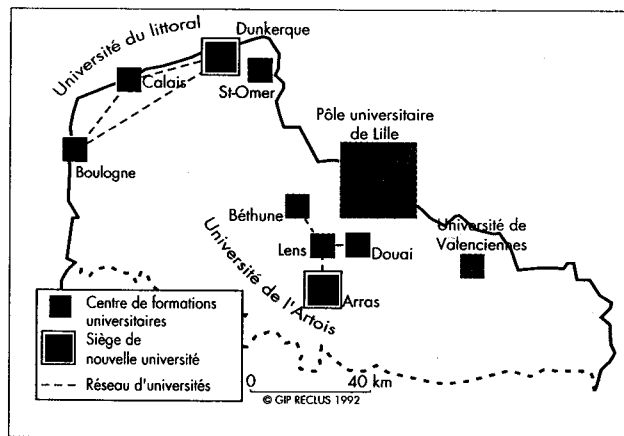 Université du littoral
Dunkerque
Calais
St-Omer
Boulogne
Pôle universitaire
de Lille
Béthune
Université de
Valenciennes
Lens
Douai
Université de l'Artois
Arras
Centre de formations
universitaires
Siège de
nouvelle université
Réseau d'universités
0 40 km
© GIP RECLUS 1992